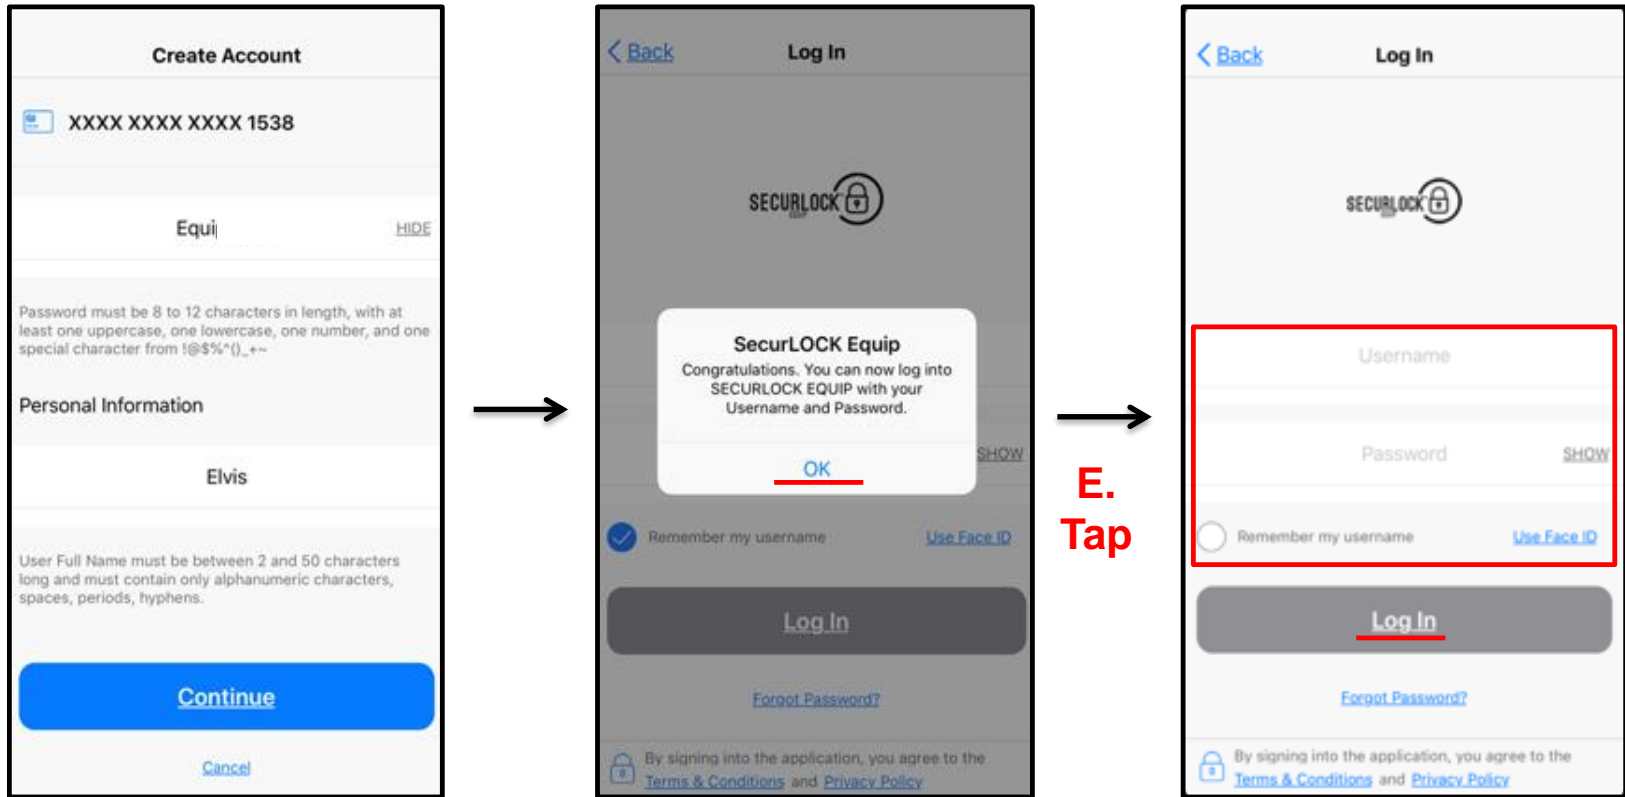 Create Account
XXXX XXXX XXXX 1538
Equi
HIDE
Password must be 8 to 12 characters in length, with at
least one uppercase, one lowercase, one number, and one
special character from !@$%^()_+~
Personal Information
Elvis
User Full Name must be between 2 and 50 characters
long and must contain only alphanumeric characters,
spaces, periods, hyphens.
Continue
Cancel
Back
Log In
SECURLOCK
SecurLOCK Equip
Congratulations. You can now log into
SECURLOCK EQUIP with your
Username and Password.
OK
SHOW
Remember my username
Use Face ID
Log In
Forgot Password?
By signing into the application, you agree to the
Terms & Conditions and Privacy Policy
E.
Tap
Back
Log In
SECURLOCK
Username
Password
SHOW
Remember my username
Use Face ID
Log In
Forgot Password?
By signing into the application, you agree to the
Terms & Conditions and Privacy Policy